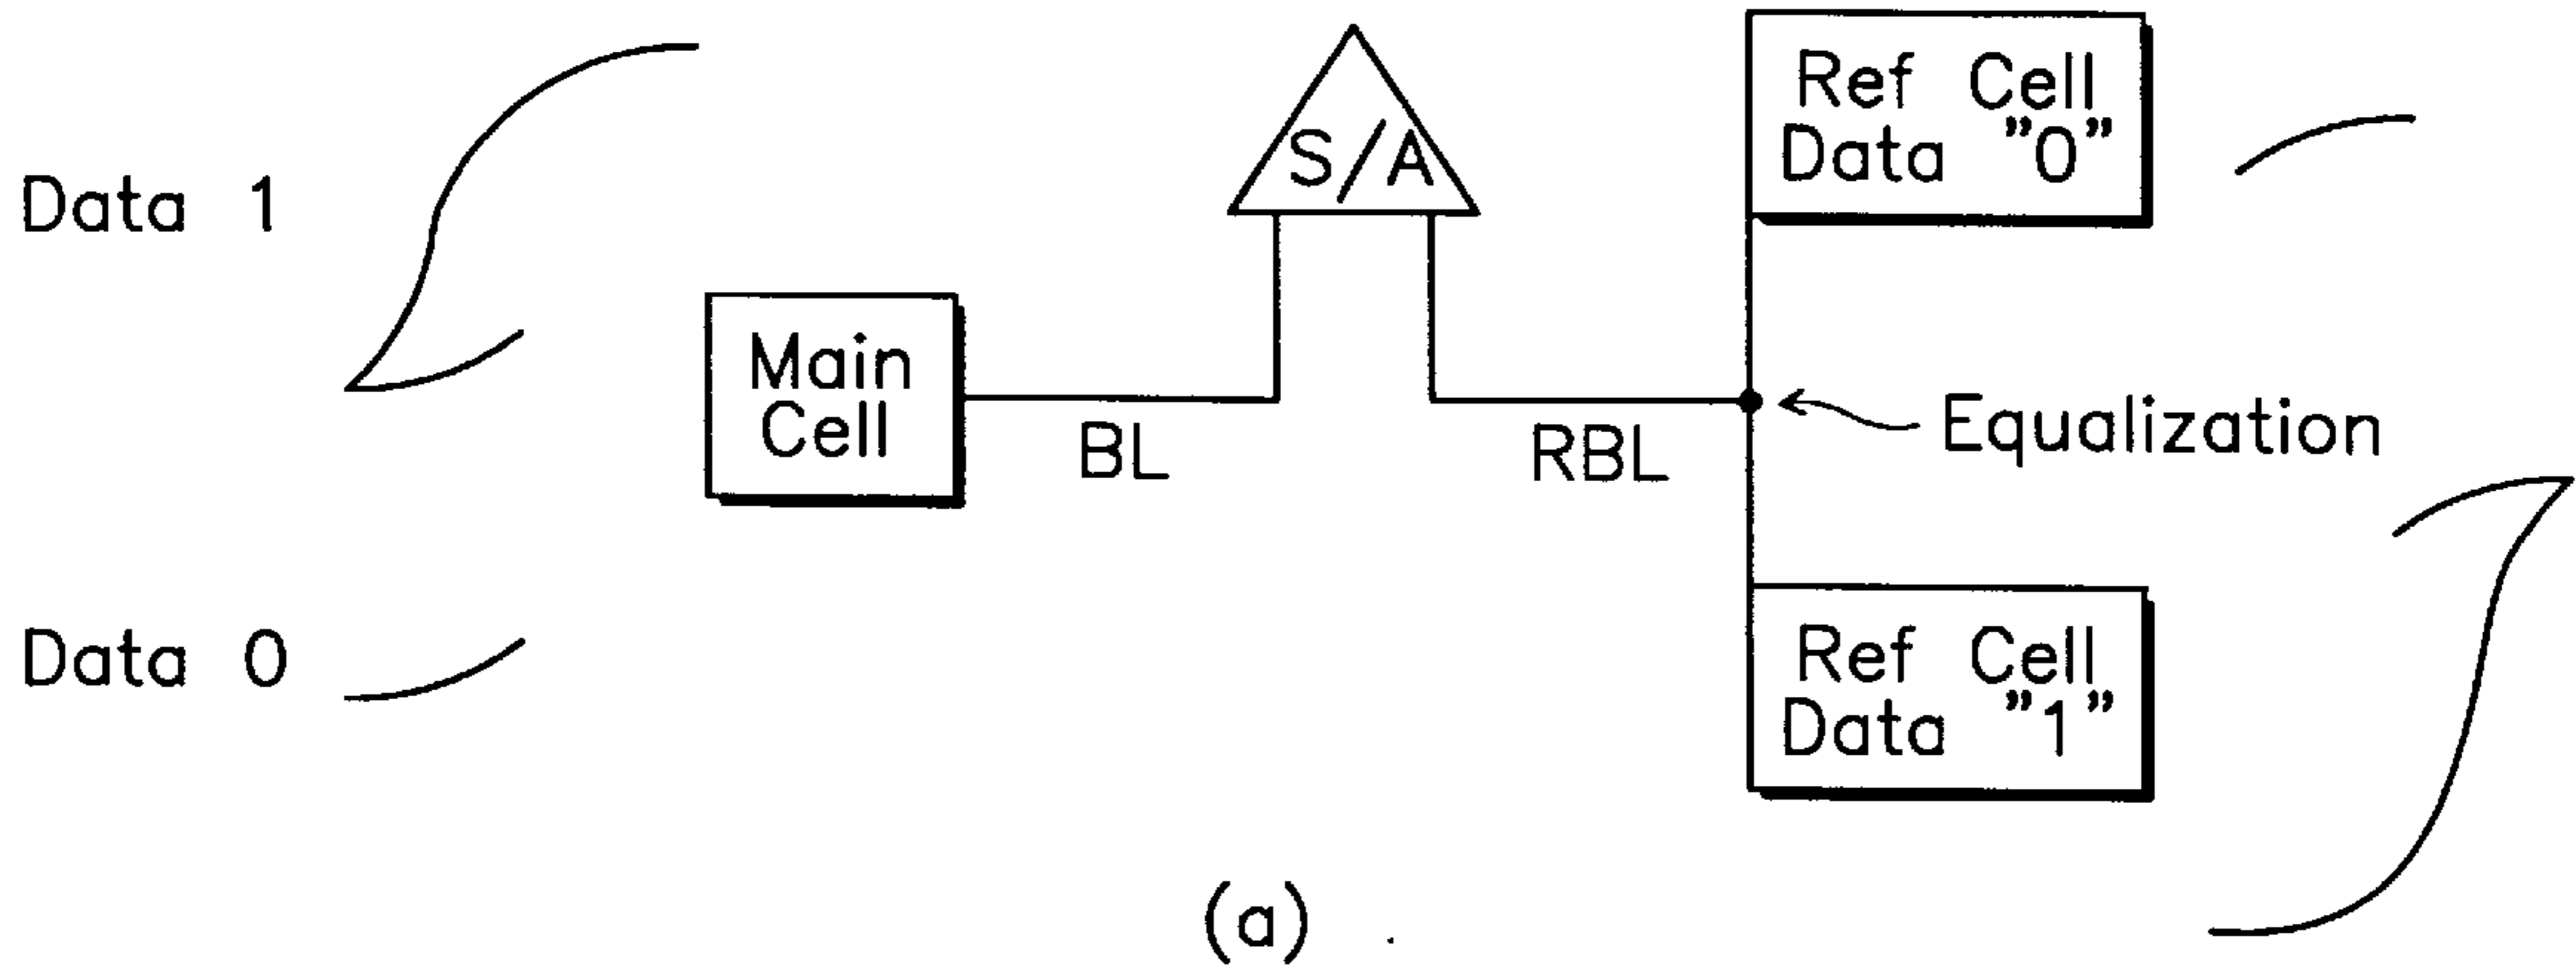 Data 1
Data 0
Main
Cell
BL
S/A
RBL
Ref Cell
Data "0"
Equalization
Ref Cell
Data "1"
(a)